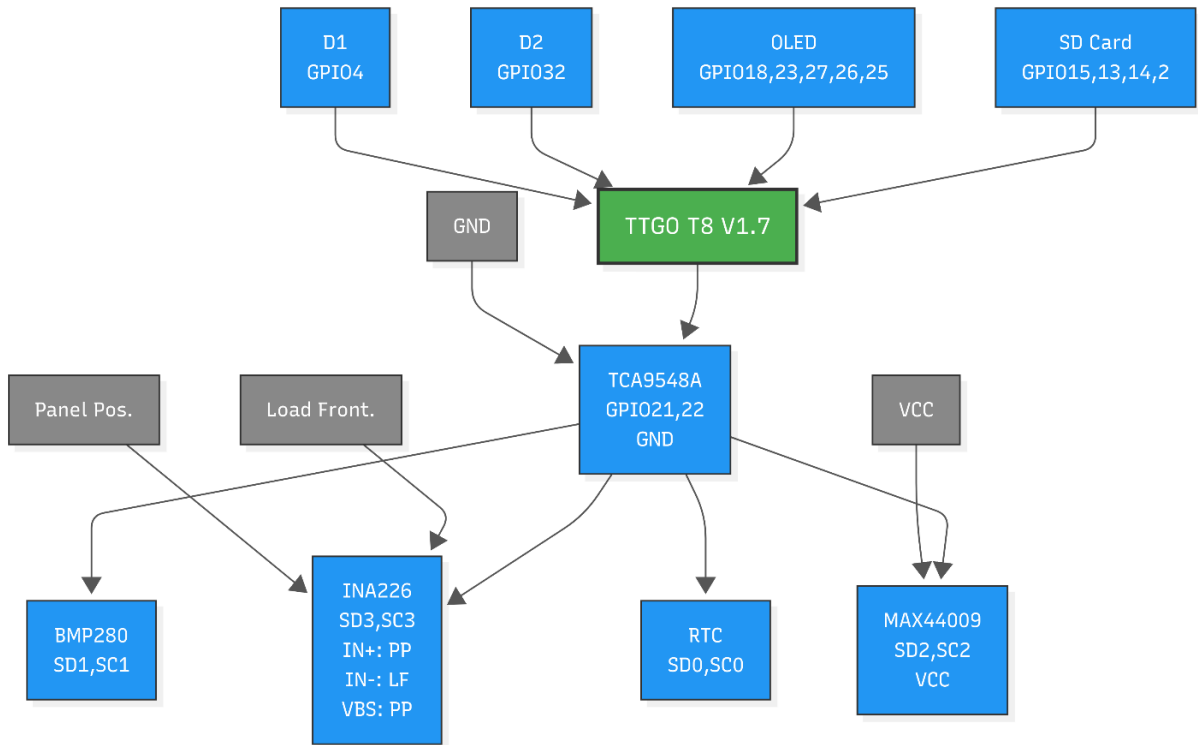 D1
GPIO4
D2
GPIO32
OLED
GPIO18,23,27,26,25
SD Card
GPIO15,13,14,2
GND
TTGO T8 V1.7
Panel Pos.
Load Front.
TCA9548A
GPIO21,22
GND
VCC
BMP280
SD1,SC1
INA226
SD3,SC3
IN+: PP
IN-: LF
VBS: PP
RTC
SD0,SC0
MAX44009
SD2,SC2
VCC